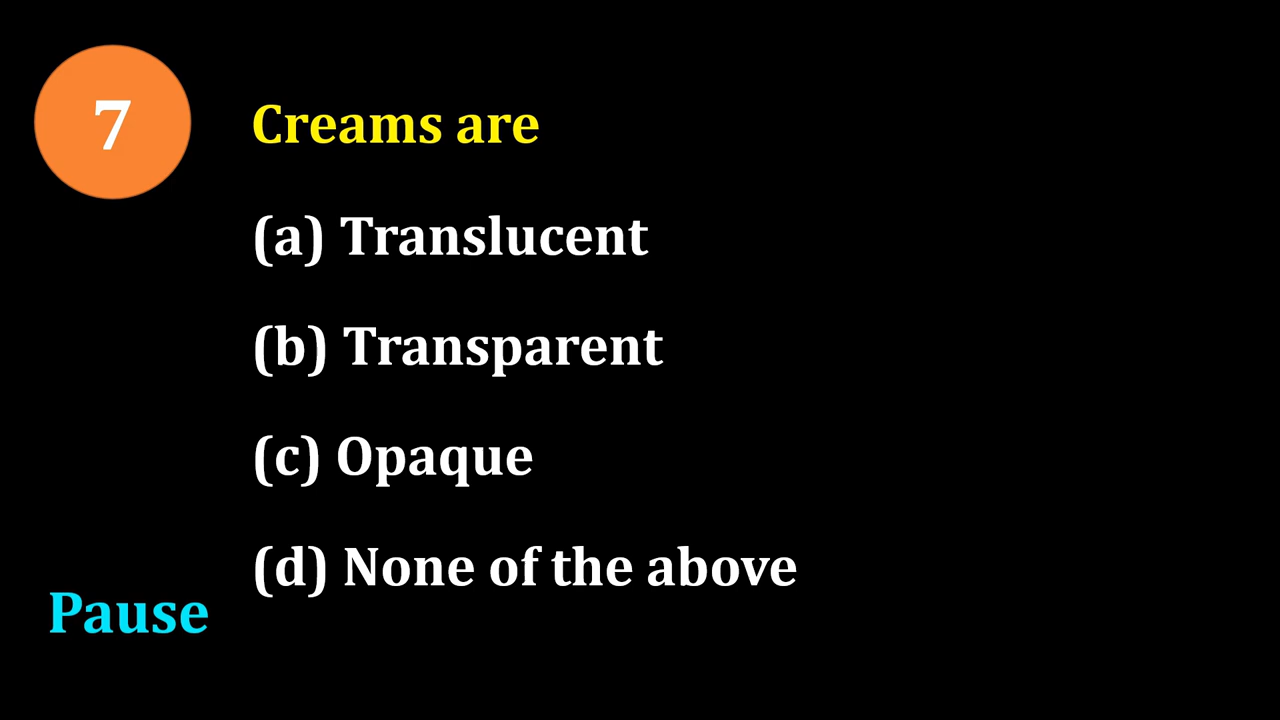 7
Creams are
(a) Translucent
(b) Transparent
(c) Opaque
(d) None of the above
Pause